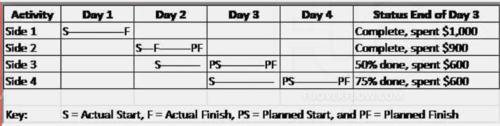 Activity Day 1 Day 2 Day 3 Day 4 Status End of Day 3
Side 1 S F Complete, spent $1,000
Side 2 S F PF Complete, spent $900
Side 3 S PS PF 50% done, spent $600
Side 4 S PS PF 75% done, spent $600
Key: S = Actual Start, F = Actual Finish, PS = Planned Start, and PF = Planned Finish